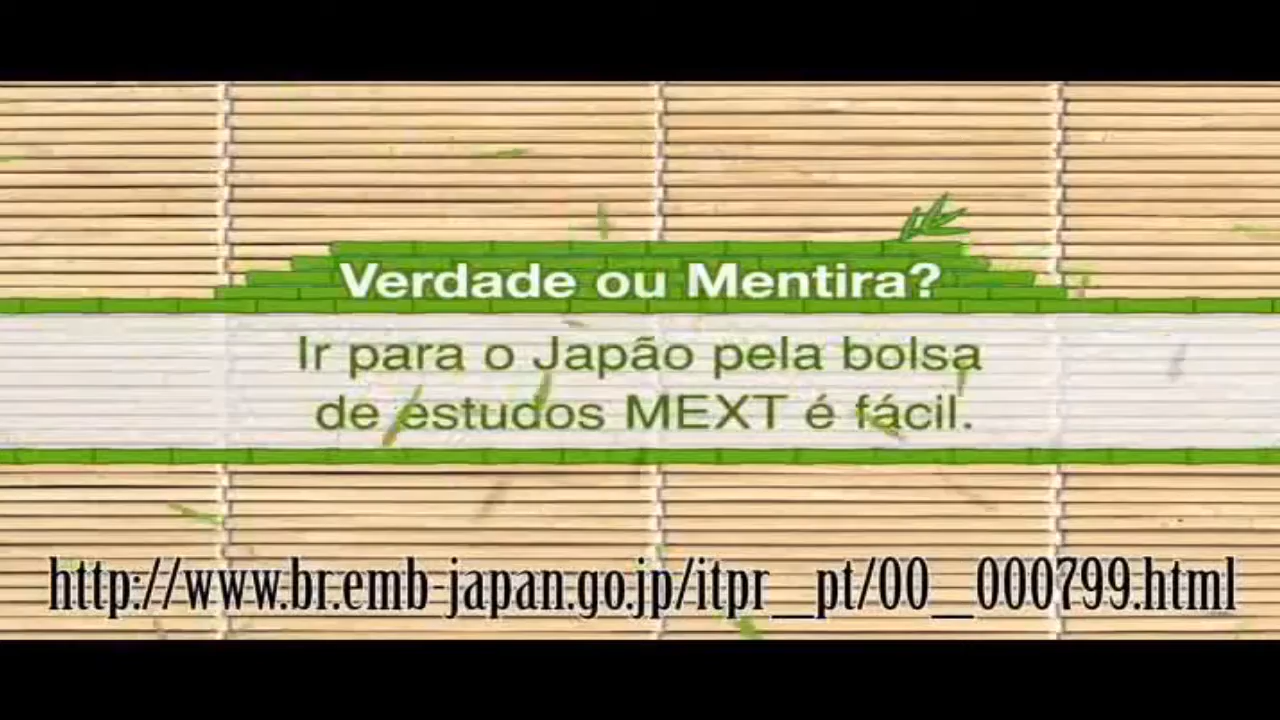 Verdade ou Mentira?
Ir para o Japão pela bolsa
de estudos MEXT é fácil.
http://www.br.emb-japan.go.jp/itpr_pt/00_000799.html